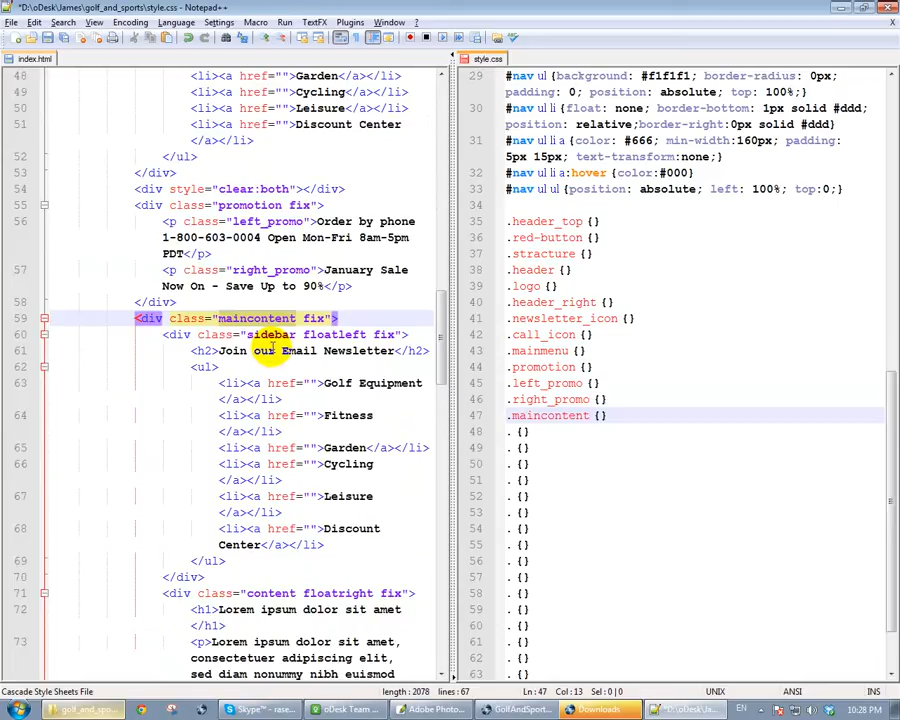 *D:\oDesk\James\golf_and_sports\style.css - Notepad++
File Edit Search View Encoding Language Settings Macro Run TextFX Plugins Window ? X
index.html
style.css
48 <li><a href="">Garden</a></li>
49 <li><a href="">Cycling</a></li>
50 <li><a href="">Leisure</a></li>
51 <li><a href="">Discount Center
</a></li>
52 </ul>
53 </div>
54 <div style="clear:both"></div>
55 <div class="promotion fix">
56 <p class="left_promo">Order by phone
1-800-603-0004 Open Mon-Fri 8am-5pm
PDT</p>
57 <p class="right_promo">January Sale
Now On - Save Up to 90%</p>
58 </div>
59 <div class="maincontent fix">
60 <div class="sidebar floatleft fix">
61 <h2>Join our Email Newsletter</h2>
62 <ul>
63 <li><a href="">Golf Equipment
</a></li>
64 <li><a href="">Fitness
</a></li>
65 <li><a href="">Garden</a></li>
66 <li><a href="">Cycling
</a></li>
67 <li><a href="">Leisure
</a></li>
68 <li><a href="">Discount
Center</a></li>
69 </ul>
70 </div>
71 <div class="content floatright fix">
72 <h1>Lorem ipsum dolor sit amet
</h1>
73 <p>Lorem ipsum dolor sit amet,
consectetuer adipiscing elit,
sed diam nonummy nibh euismod
29 #nav ul {background: #f1f1f1; border-radius: 0px;
padding: 0; position: absolute; top: 100%;}
30 #nav ul li {float: none; border-bottom: 1px solid #ddd;
position: relative;border-right:0px solid #ddd}
31 #nav ul li a {color: #666; min-width:160px; padding:
5px 15px; text-transform:none;}
32 #nav ul li a:hover {color:#000}
33 #nav ul ul {position: absolute; left: 100%; top:0;}
34
35 .header_top {}
36 .red-button {}
37 .stracture {}
38 .header {}
39 .logo {}
40 .header_right {}
41 .newsletter_icon {}
42 .call_icon {}
43 .mainmenu {}
44 .promotion {}
45 .left_promo {}
46 .right_promo {}
47 .maincontent {}
48 . {}
49 . {}
50 . {}
51 . {}
52 . {}
53 . {}
54 . {}
55 . {}
56 . {}
57 . {}
58 . {}
59 . {}
60 . {}
61 . {}
62 . {}
63 . {}
Cascade Style Sheets File length : 2078 lines : 67 Ln : 47 Col : 13 Sel : 0 | 0 UNIX ANSI INS
golf_and_spo... Skype™ - rase... oDesk Team ... Adobe Photo... GolfAndSport... Downloads *D:\oDesk\Ja... EN 10:28 PM